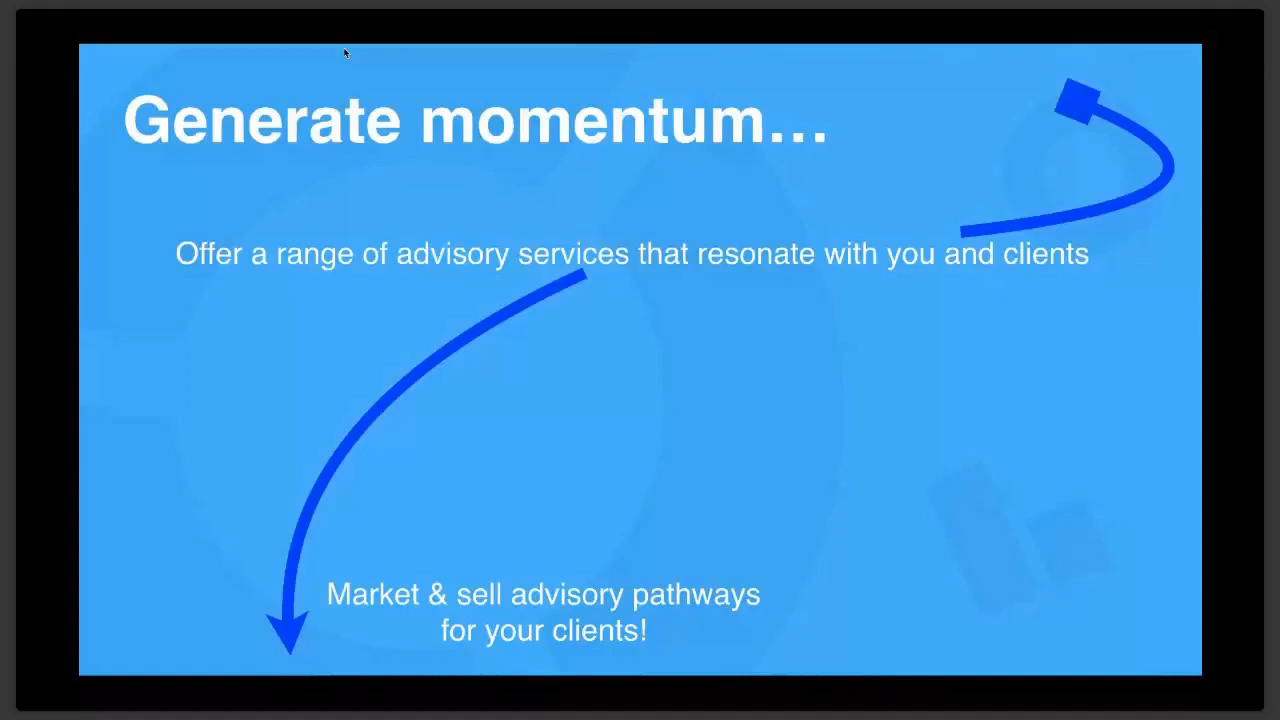 Generate momentum...
Offer a range of advisory services that resonate with you and clients
Market & sell advisory pathways
for your clients!